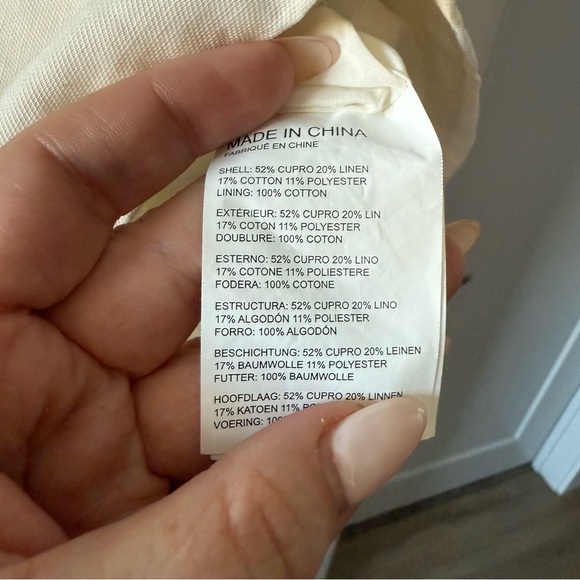 MADE IN CHINA
FABRIQUÉ EN CHINE
SHELL: 52% CUPRO 20% LINEN
17% COTTON 11% POLYESTER
LINING: 100% COTTON
EXTÉRIEUR: 52% CUPRO 20% LIN
17% COTON 11% POLYESTER
DOUBLURE: 100% COTON
ESTERNO: 52% CUPRO 20% LINO
17% COTONE 11% POLIESTERE
FODERA: 100% COTONE
ESTRUCTURA: 52% CUPRO 20% LINO
17% ALGODÓN 11% POLIESTER
FORRO: 100% ALGODÓN
BESCHICHTUNG: 52% CUPRO 20% LEINEN
17% BAUMWOLLE 11% POLYESTER
FUTTER: 100% BAUMWOLLE
HOOFDLAAG: 52% CUPRO 20% LINNEN
17% KATOEN 11%
VOERING: